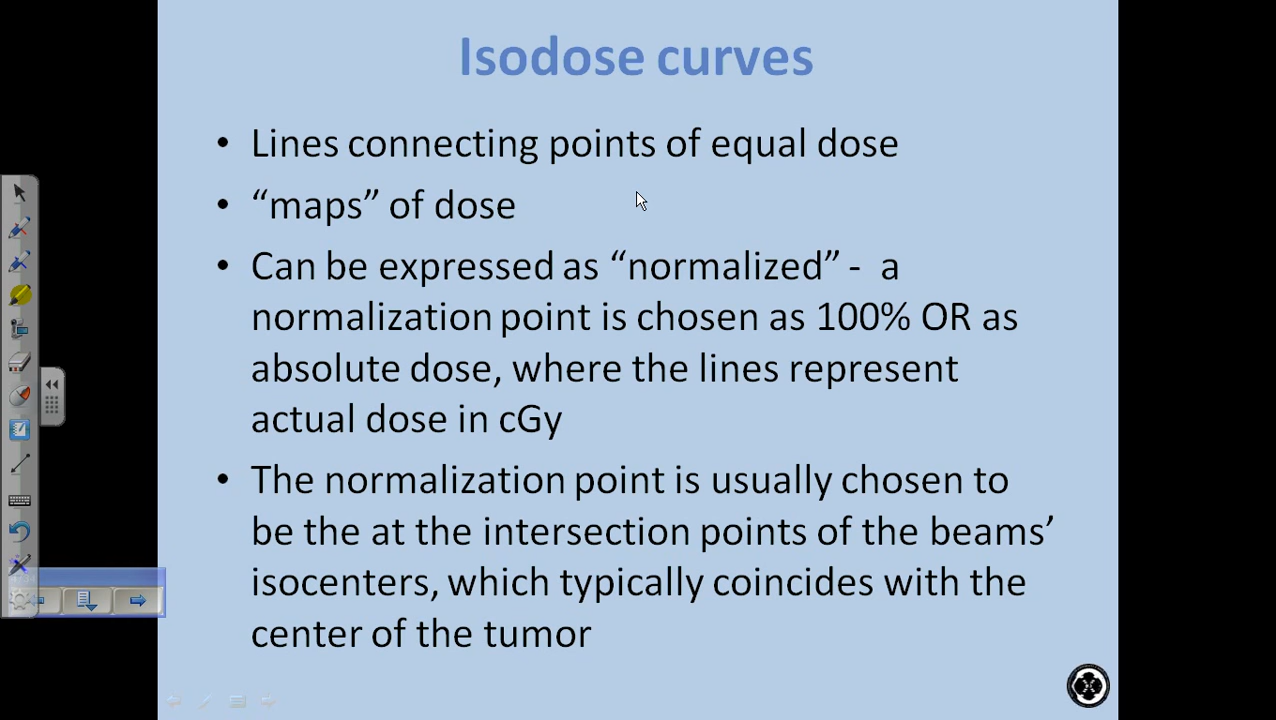 Isodose curves
• Lines connecting points of equal dose
• “maps” of dose
• Can be expressed as “normalized” - a
normalization point is chosen as 100% OR as
absolute dose, where the lines represent
actual dose in cGy
• The normalization point is usually chosen to
be the at the intersection points of the beams’
isocenters, which typically coincides with the
center of the tumor